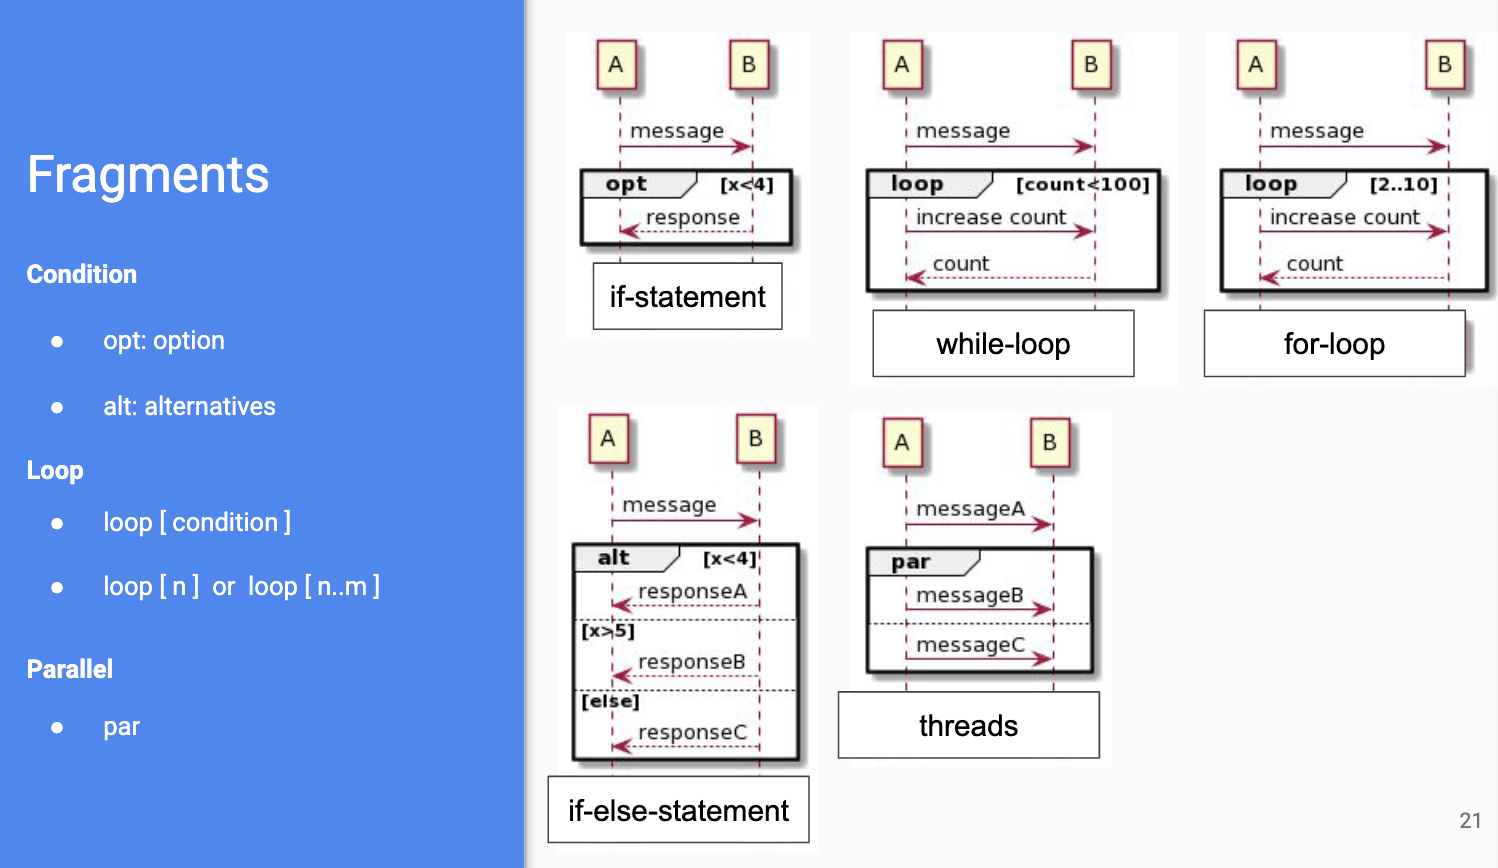 Fragments
Condition
● opt: option
● alt: alternatives
Loop
● loop [ condition ]
● loop [ n ] or loop [ n..m ]
Parallel
● par
A B
message
opt [x<4]
response
if-statement
A B
message
loop [count<100]
increase count
count
while-loop
A B
message
loop [2..10]
increase count
count
for-loop
A B
message
alt [x<4]
responseA
[x>5]
responseB
[else]
responseC
if-else-statement
A B
messageA
par
messageB
messageC
threads
21